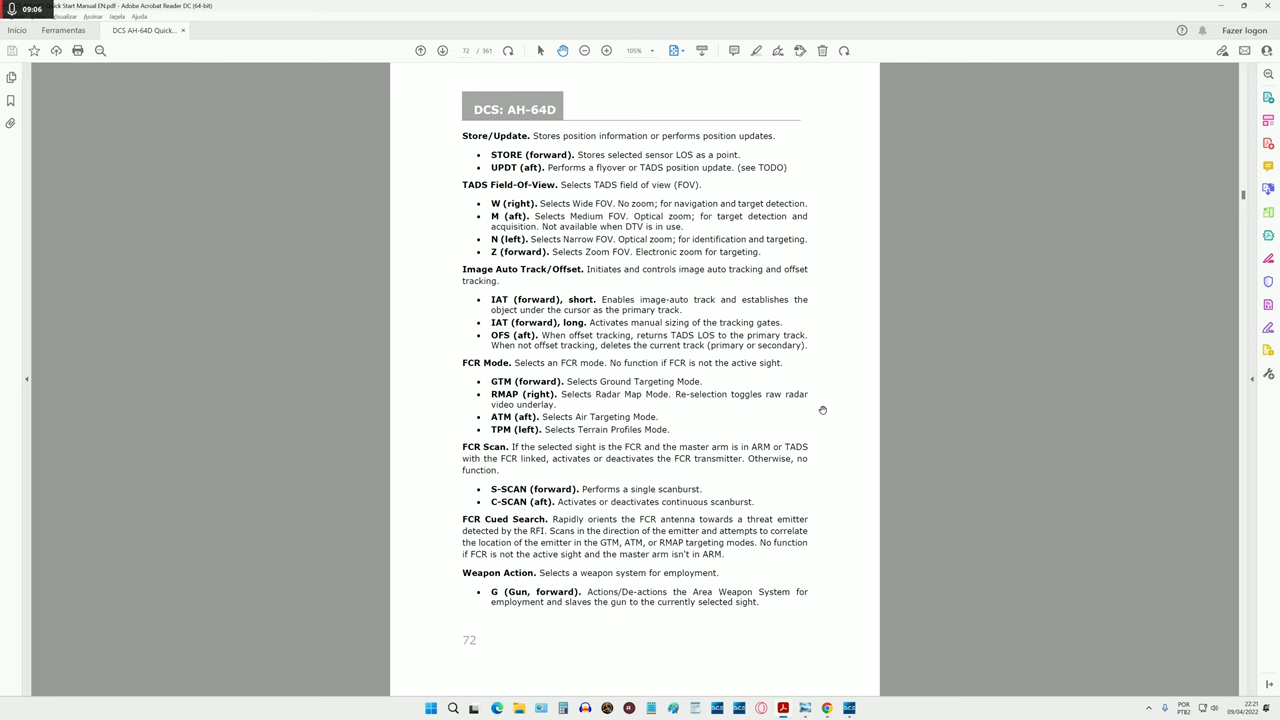 09:06
Quick Start Manual EN.pdf - Adobe Acrobat Reader DC (64-bit)
Visualizar Assinar Janela Ajuda
Início Ferramentas DCS AH-64D Quick... × Fazer logon
72 / 361 105%
DCS: AH-64D
Store/Update. Stores position information or performs position updates.
• STORE (forward). Stores selected sensor LOS as a point.
• UPDT (aft). Performs a flyover or TADS position update. (see TODO)
TADS Field-Of-View. Selects TADS field of view (FOV).
• W (right). Selects Wide FOV. No zoom; for navigation and target detection.
• M (aft). Selects Medium FOV. Optical zoom; for target detection and
acquisition. Not available when DTV is in use.
• N (left). Selects Narrow FOV. Optical zoom; for identification and targeting.
• Z (forward). Selects Zoom FOV. Electronic zoom for targeting.
Image Auto Track/Offset. Initiates and controls image auto tracking and offset
tracking.
• IAT (forward), short. Enables image-auto track and establishes the
object under the cursor as the primary track.
• IAT (forward), long. Activates manual sizing of the tracking gates.
• OFS (aft). When offset tracking, returns TADS LOS to the primary track.
When not offset tracking, deletes the current track (primary or secondary).
FCR Mode. Selects an FCR mode. No function if FCR is not the active sight.
• GTM (forward). Selects Ground Targeting Mode.
• RMAP (right). Selects Radar Map Mode. Re-selection toggles raw radar
video underlay.
• ATM (aft). Selects Air Targeting Mode.
• TPM (left). Selects Terrain Profiles Mode.
FCR Scan. If the selected sight is the FCR and the master arm is in ARM or TADS
with the FCR linked, activates or deactivates the FCR transmitter. Otherwise, no
function.
• S-SCAN (forward). Performs a single scanburst.
• C-SCAN (aft). Activates or deactivates continuous scanburst.
FCR Cued Search. Rapidly orients the FCR antenna towards a threat emitter
detected by the RFI. Scans in the direction of the emitter and attempts to correlate
the location of the emitter in the GTM, ATM, or RMAP targeting modes. No function
if FCR is not the active sight and the master arm isn't in ARM.
Weapon Action. Selects a weapon system for employment.
• G (Gun, forward). Actions/De-actions the Area Weapon System for
employment and slaves the gun to the currently selected sight.
72
POR 22:21
PTB2 09/04/2022